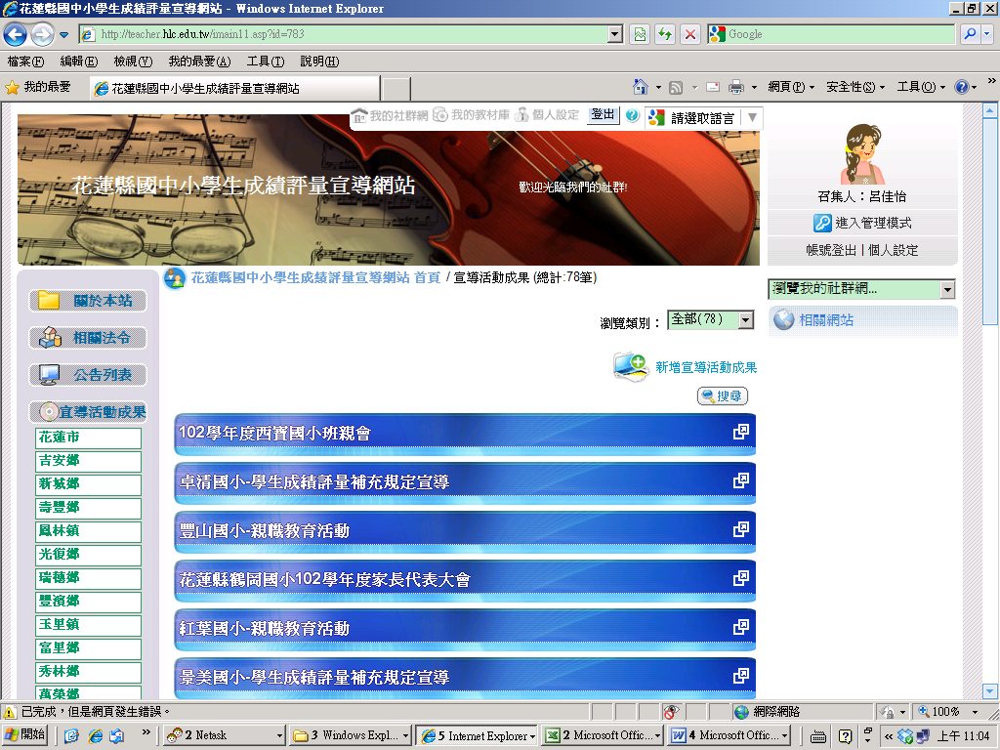 花蓮縣國中小學生成績評量宣導網站 - Windows Internet Explorer
http://teacher.hlc.edu.tw/imain11.asp?id=783
Google
檔案(F) 編輯(E) 檢視(V) 我的最愛(A) 工具(T) 說明(H)
我的最愛
花蓮縣國中小學生成績評量宣導網站
網頁(P) 安全性(S) 工具(O)
我的社群網 我的教材庫 個人設定 登出 請選取語言
花蓮縣國中小學生成績評量宣導網站
歡迎光臨我們的社群!
召集人：呂佳怡
進入管理模式
帳號登出 | 個人設定
瀏覽我的社群網...
相關網站
關於本站
相關法令
公告列表
宣導活動成果
花蓮市
吉安鄉
新城鄉
壽豐鄉
鳳林鎮
光復鄉
瑞穗鄉
豐濱鄉
玉里鎮
富里鄉
秀林鄉
萬榮鄉
花蓮縣國中小學生成績評量宣導網站 首頁 / 宣導活動成果 (總計:78筆)
瀏覽類別： 全部(78)
新增宣導活動成果
搜尋
102學年度西寶國小班親會
卓清國小-學生成績評量補充規定宣導
豐山國小-親職教育活動
花蓮縣鶴岡國小102學年度家長代表大會
紅葉國小-親職教育活動
景美國小-學生成績評量補充規定宣導
已完成，但是網頁發生錯誤。
網際網路
100%
開始
2 Netask
3 Windows Expl...
5 Internet Explorer
2 Microsoft Offic...
4 Microsoft Offic...
上午 11:04